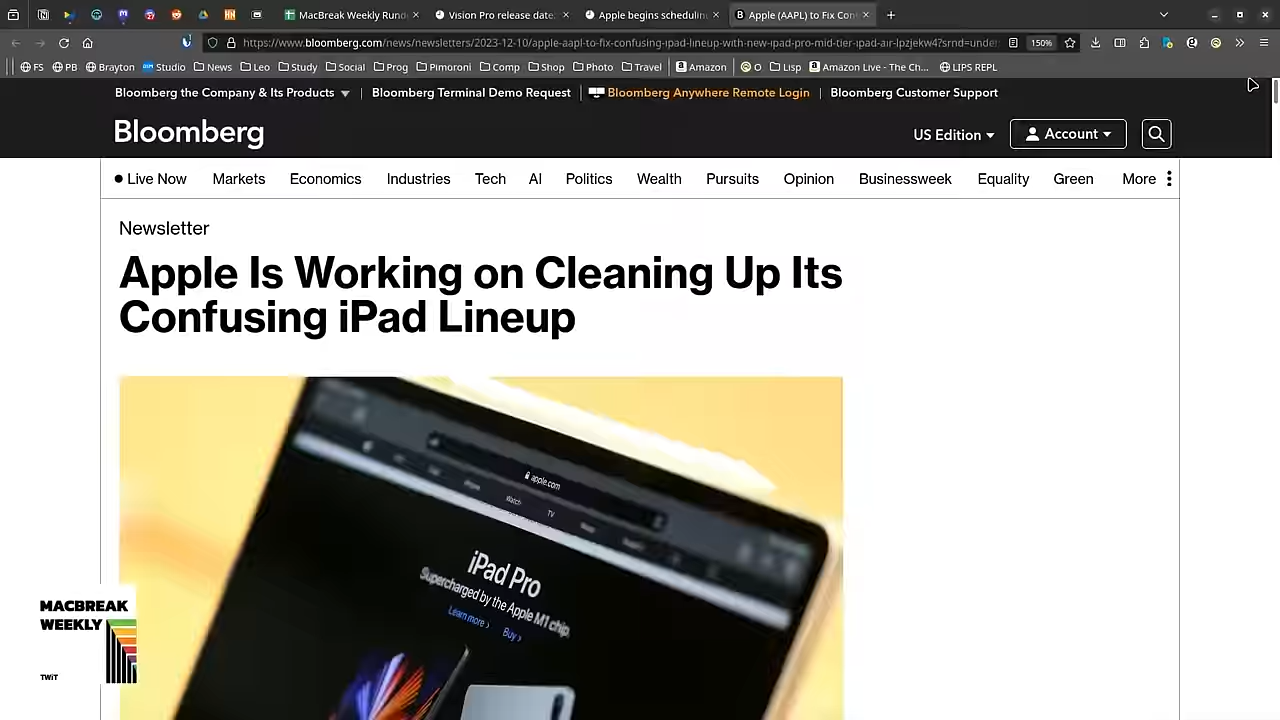 MacBreak Weekly Rund
Vision Pro release date:
Apple begins schedulin
Apple (AAPL) to Fix Con
https://www.bloomberg.com/news/newsletters/2023-12-10/apple-aapl-to-fix-confusing-ipad-lineup-with-new-ipad-pro-mid-tier-ipad-air-lpzjekw4?srnd=unde
150%
FS PB Brayton Studio News Leo Study Social Prog Pimoroni Comp Shop Photo Travel Amazon O Lisp Amazon Live - The Ch... LIPS REPL
Bloomberg the Company & Its Products
Bloomberg Terminal Demo Request
Bloomberg Anywhere Remote Login
Bloomberg Customer Support
Bloomberg
US Edition
Account
Live Now Markets Economics Industries Tech AI Politics Wealth Pursuits Opinion Businessweek Equality Green More
Newsletter
Apple Is Working on Cleaning Up Its
Confusing iPad Lineup
apple.com
Watch
TV
iPad Pro
Supercharged by the Apple M1 chip.
Learn more › Buy ›
MACBREAK
WEEKLY
TWiT